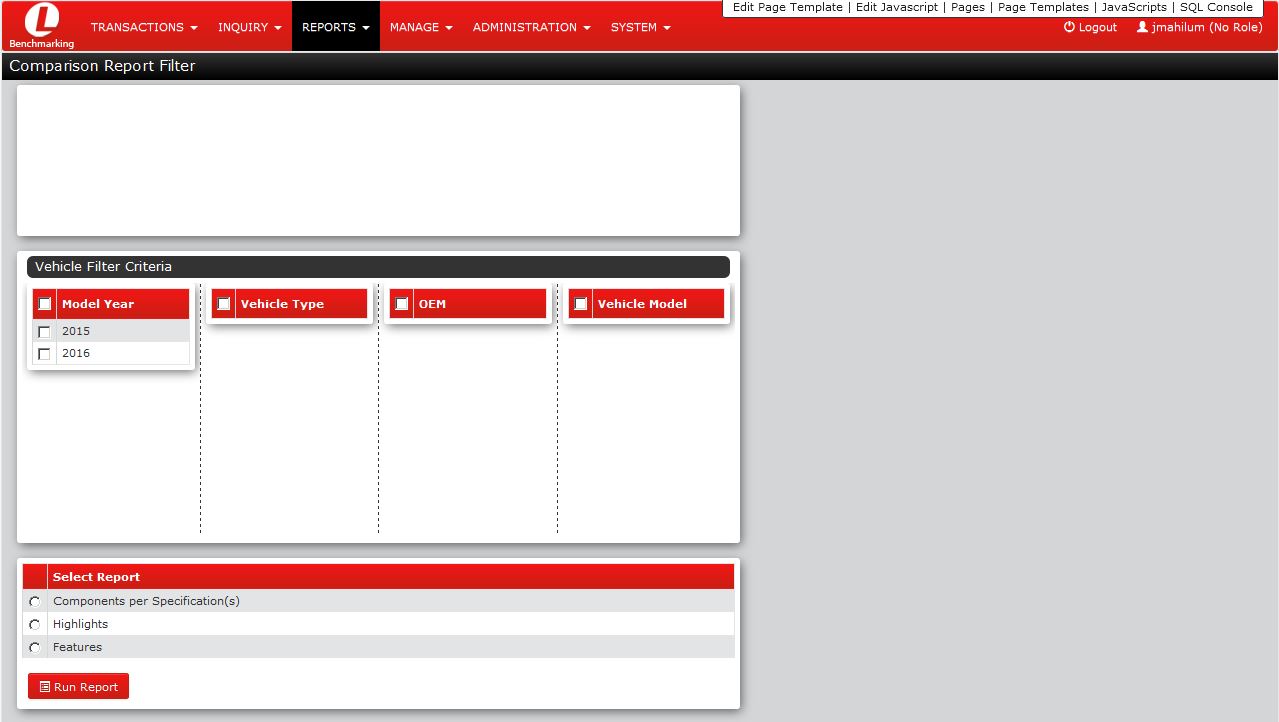 Edit Page Template | Edit Javascript | Pages | Page Templates | JavaScripts | SQL Console
L
Benchmarking
TRANSACTIONS INQUIRY REPORTS MANAGE ADMINISTRATION SYSTEM Logout jmahilum (No Role)
Comparison Report Filter
Vehicle Filter Criteria
Model Year Vehicle Type OEM Vehicle Model
2015
2016
Select Report
Components per Specification(s)
Highlights
Features
Run Report